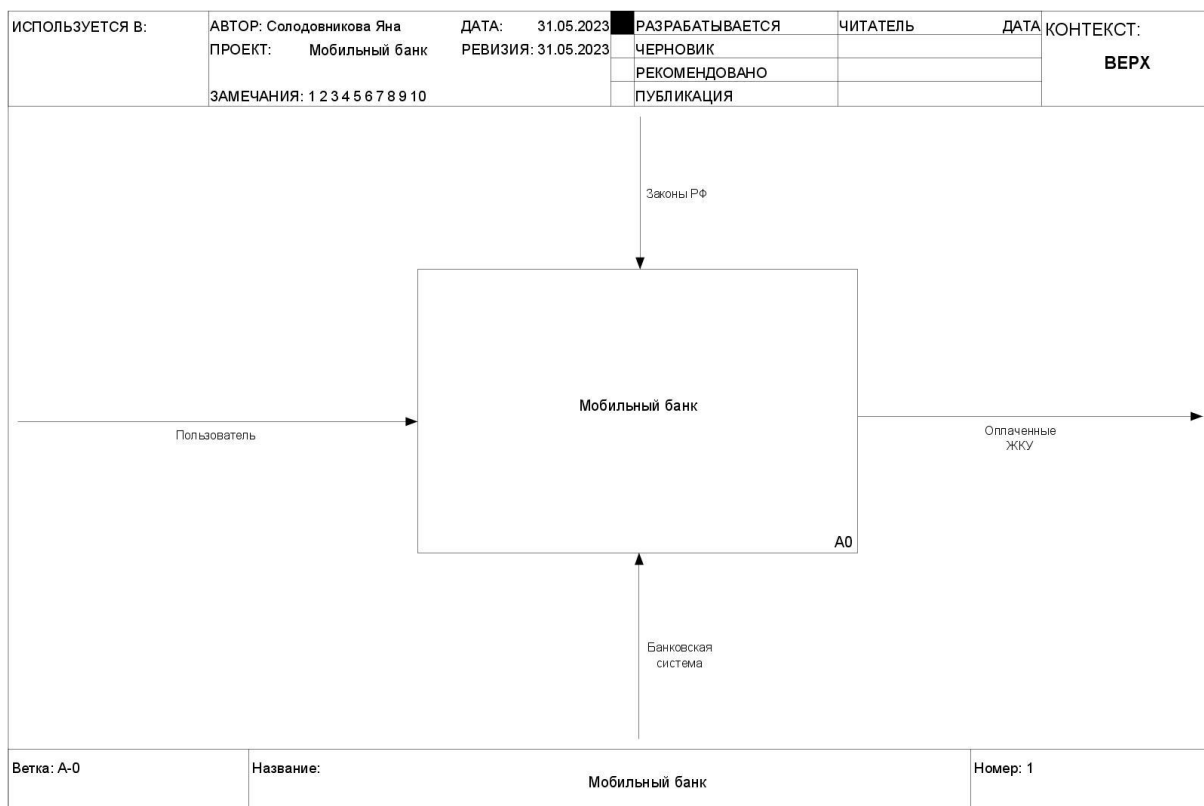 ИСПОЛЬЗУЕТСЯ В:
АВТОР: Солодовникова Яна ДАТА: 31.05.2023
ПРОЕКТ: Мобильный банк РЕВИЗИЯ: 31.05.2023
ЗАМЕЧАНИЯ: 1 2 3 4 5 6 7 8 9 10
РАЗРАБАТЫВАЕТСЯ
ЧЕРНОВИК
РЕКОМЕНДОВАНО
ПУБЛИКАЦИЯ
ЧИТАТЕЛЬ ДАТА
КОНТЕКСТ:
ВЕРХ
Законы РФ
Мобильный банк
A0
Пользователь
Оплаченные
ЖКУ
Банковская
система
Ветка: A-0
Название:
Мобильный банк
Номер: 1